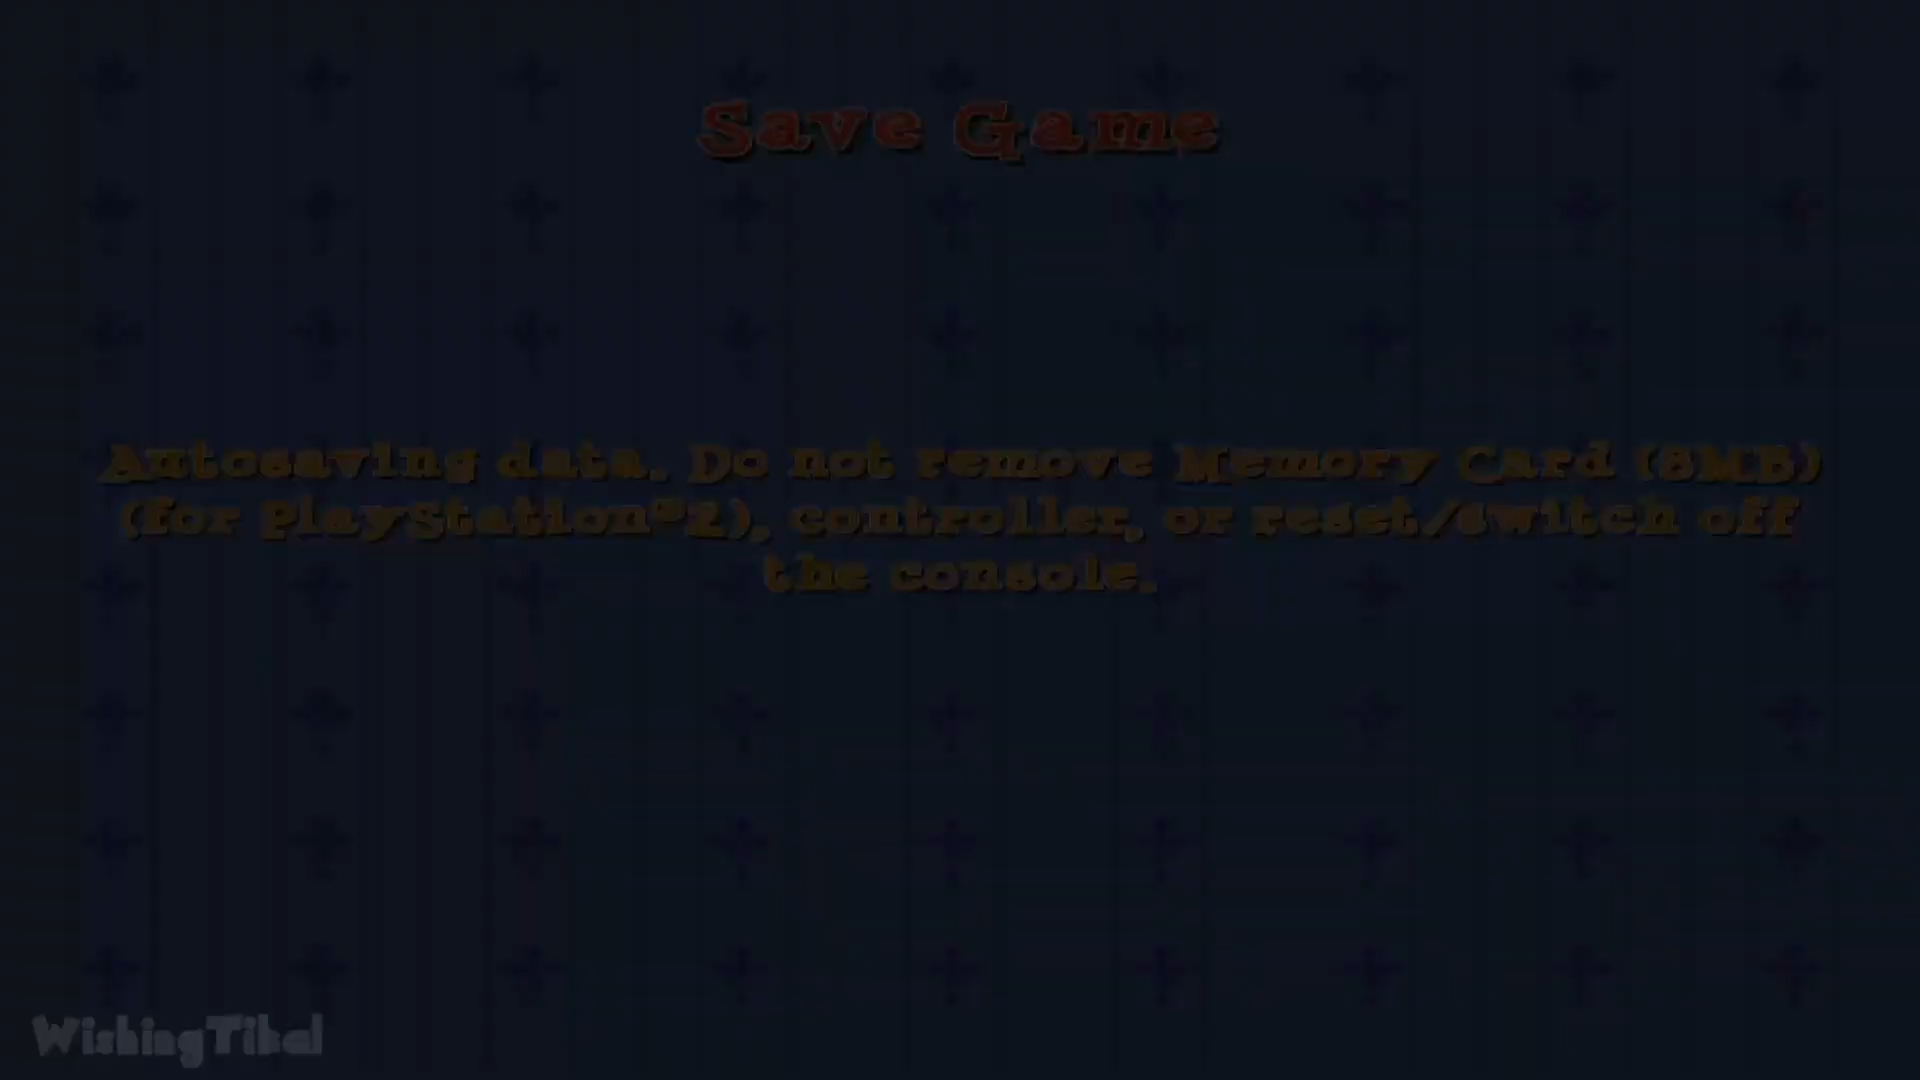 Save Game
Autosaving data. Do not remove Memory Card (8MB)
(for PlayStation®2), controller, or reset/switch off
the console.
WishingTikal